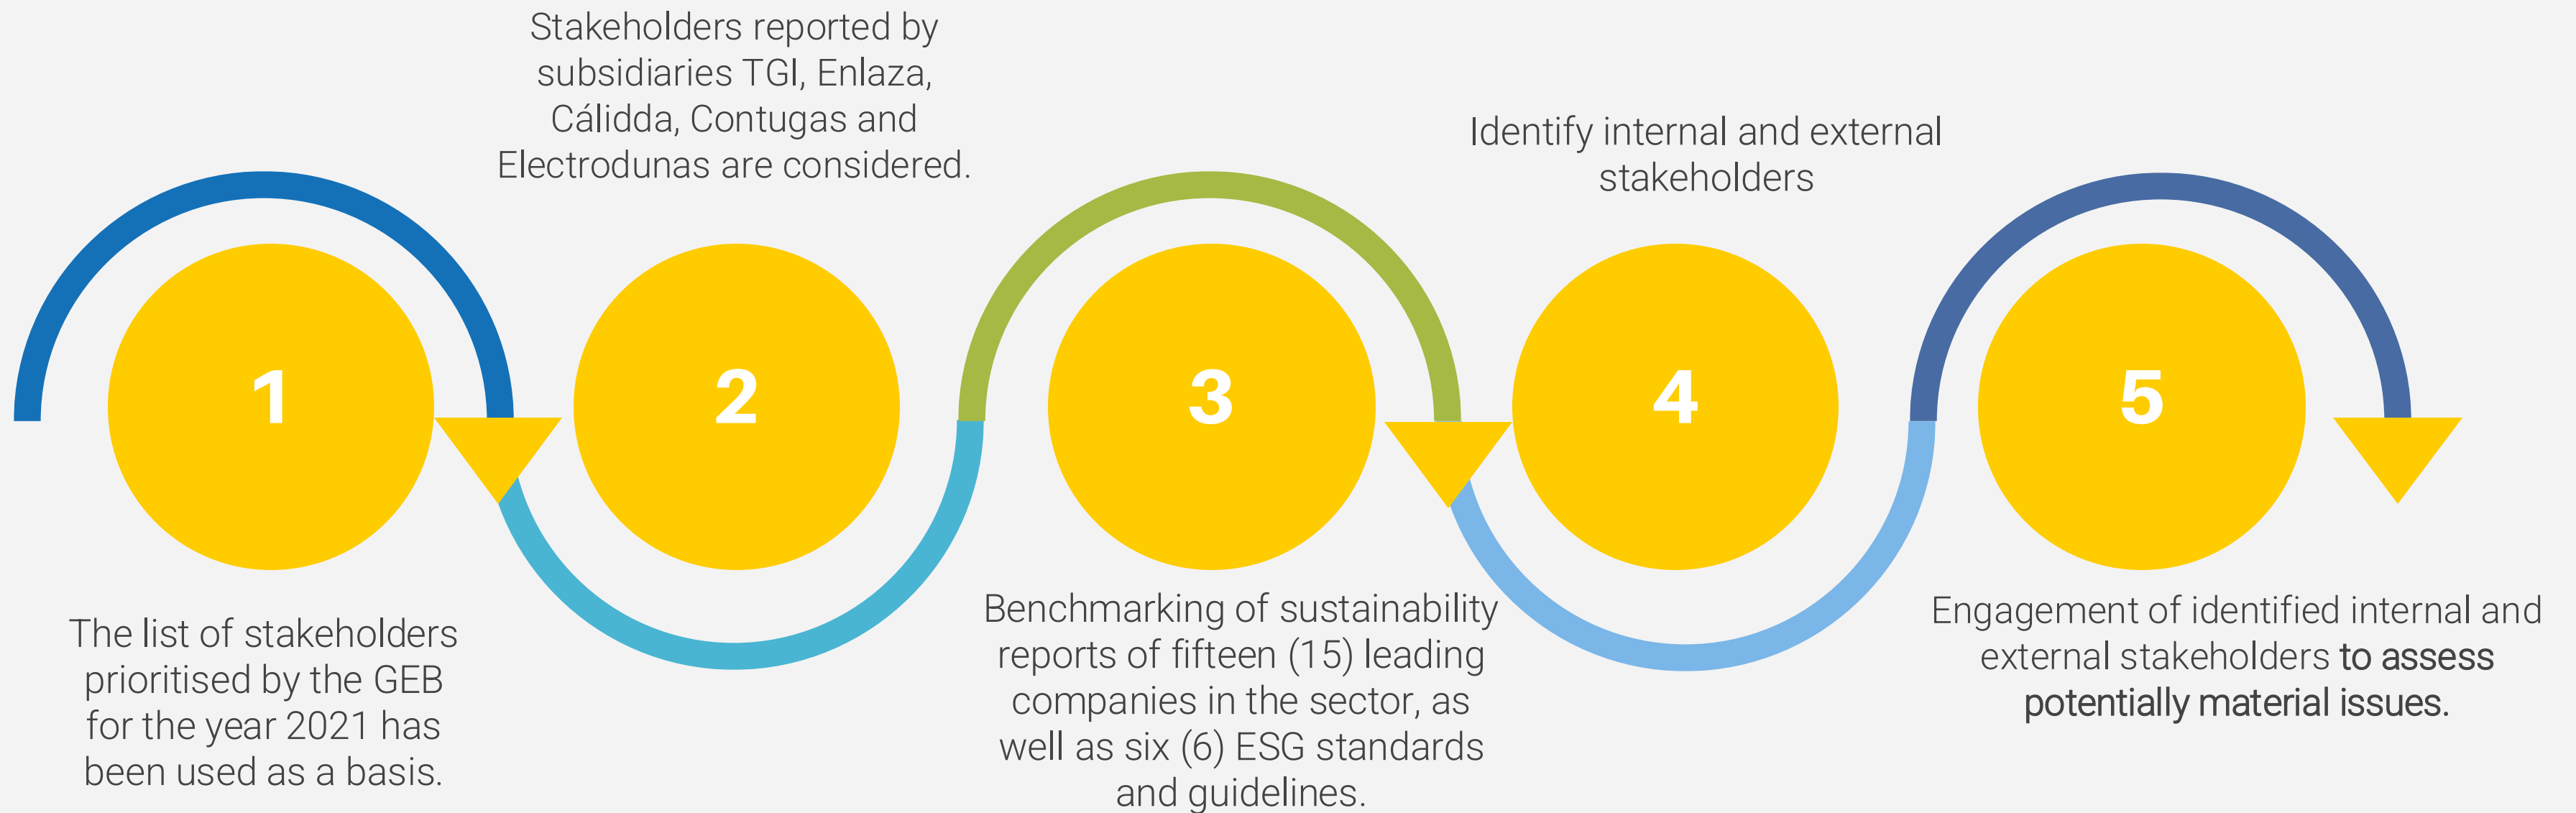 Stakeholders reported by
subsidiaries TGI, Enlaza,
Cálidda, Contugas and
Electrodunas are considered.
Identify internal and external
stakeholders
1
2
3
4
5
The list of stakeholders
prioritised by the GEB
for the year 2021 has
been used as a basis.
Benchmarking of sustainability
reports of fifteen (15) leading
companies in the sector, as
well as six (6) ESG standards
and guidelines.
Engagement of identified internal and
external stakeholders to assess
potentially material issues.